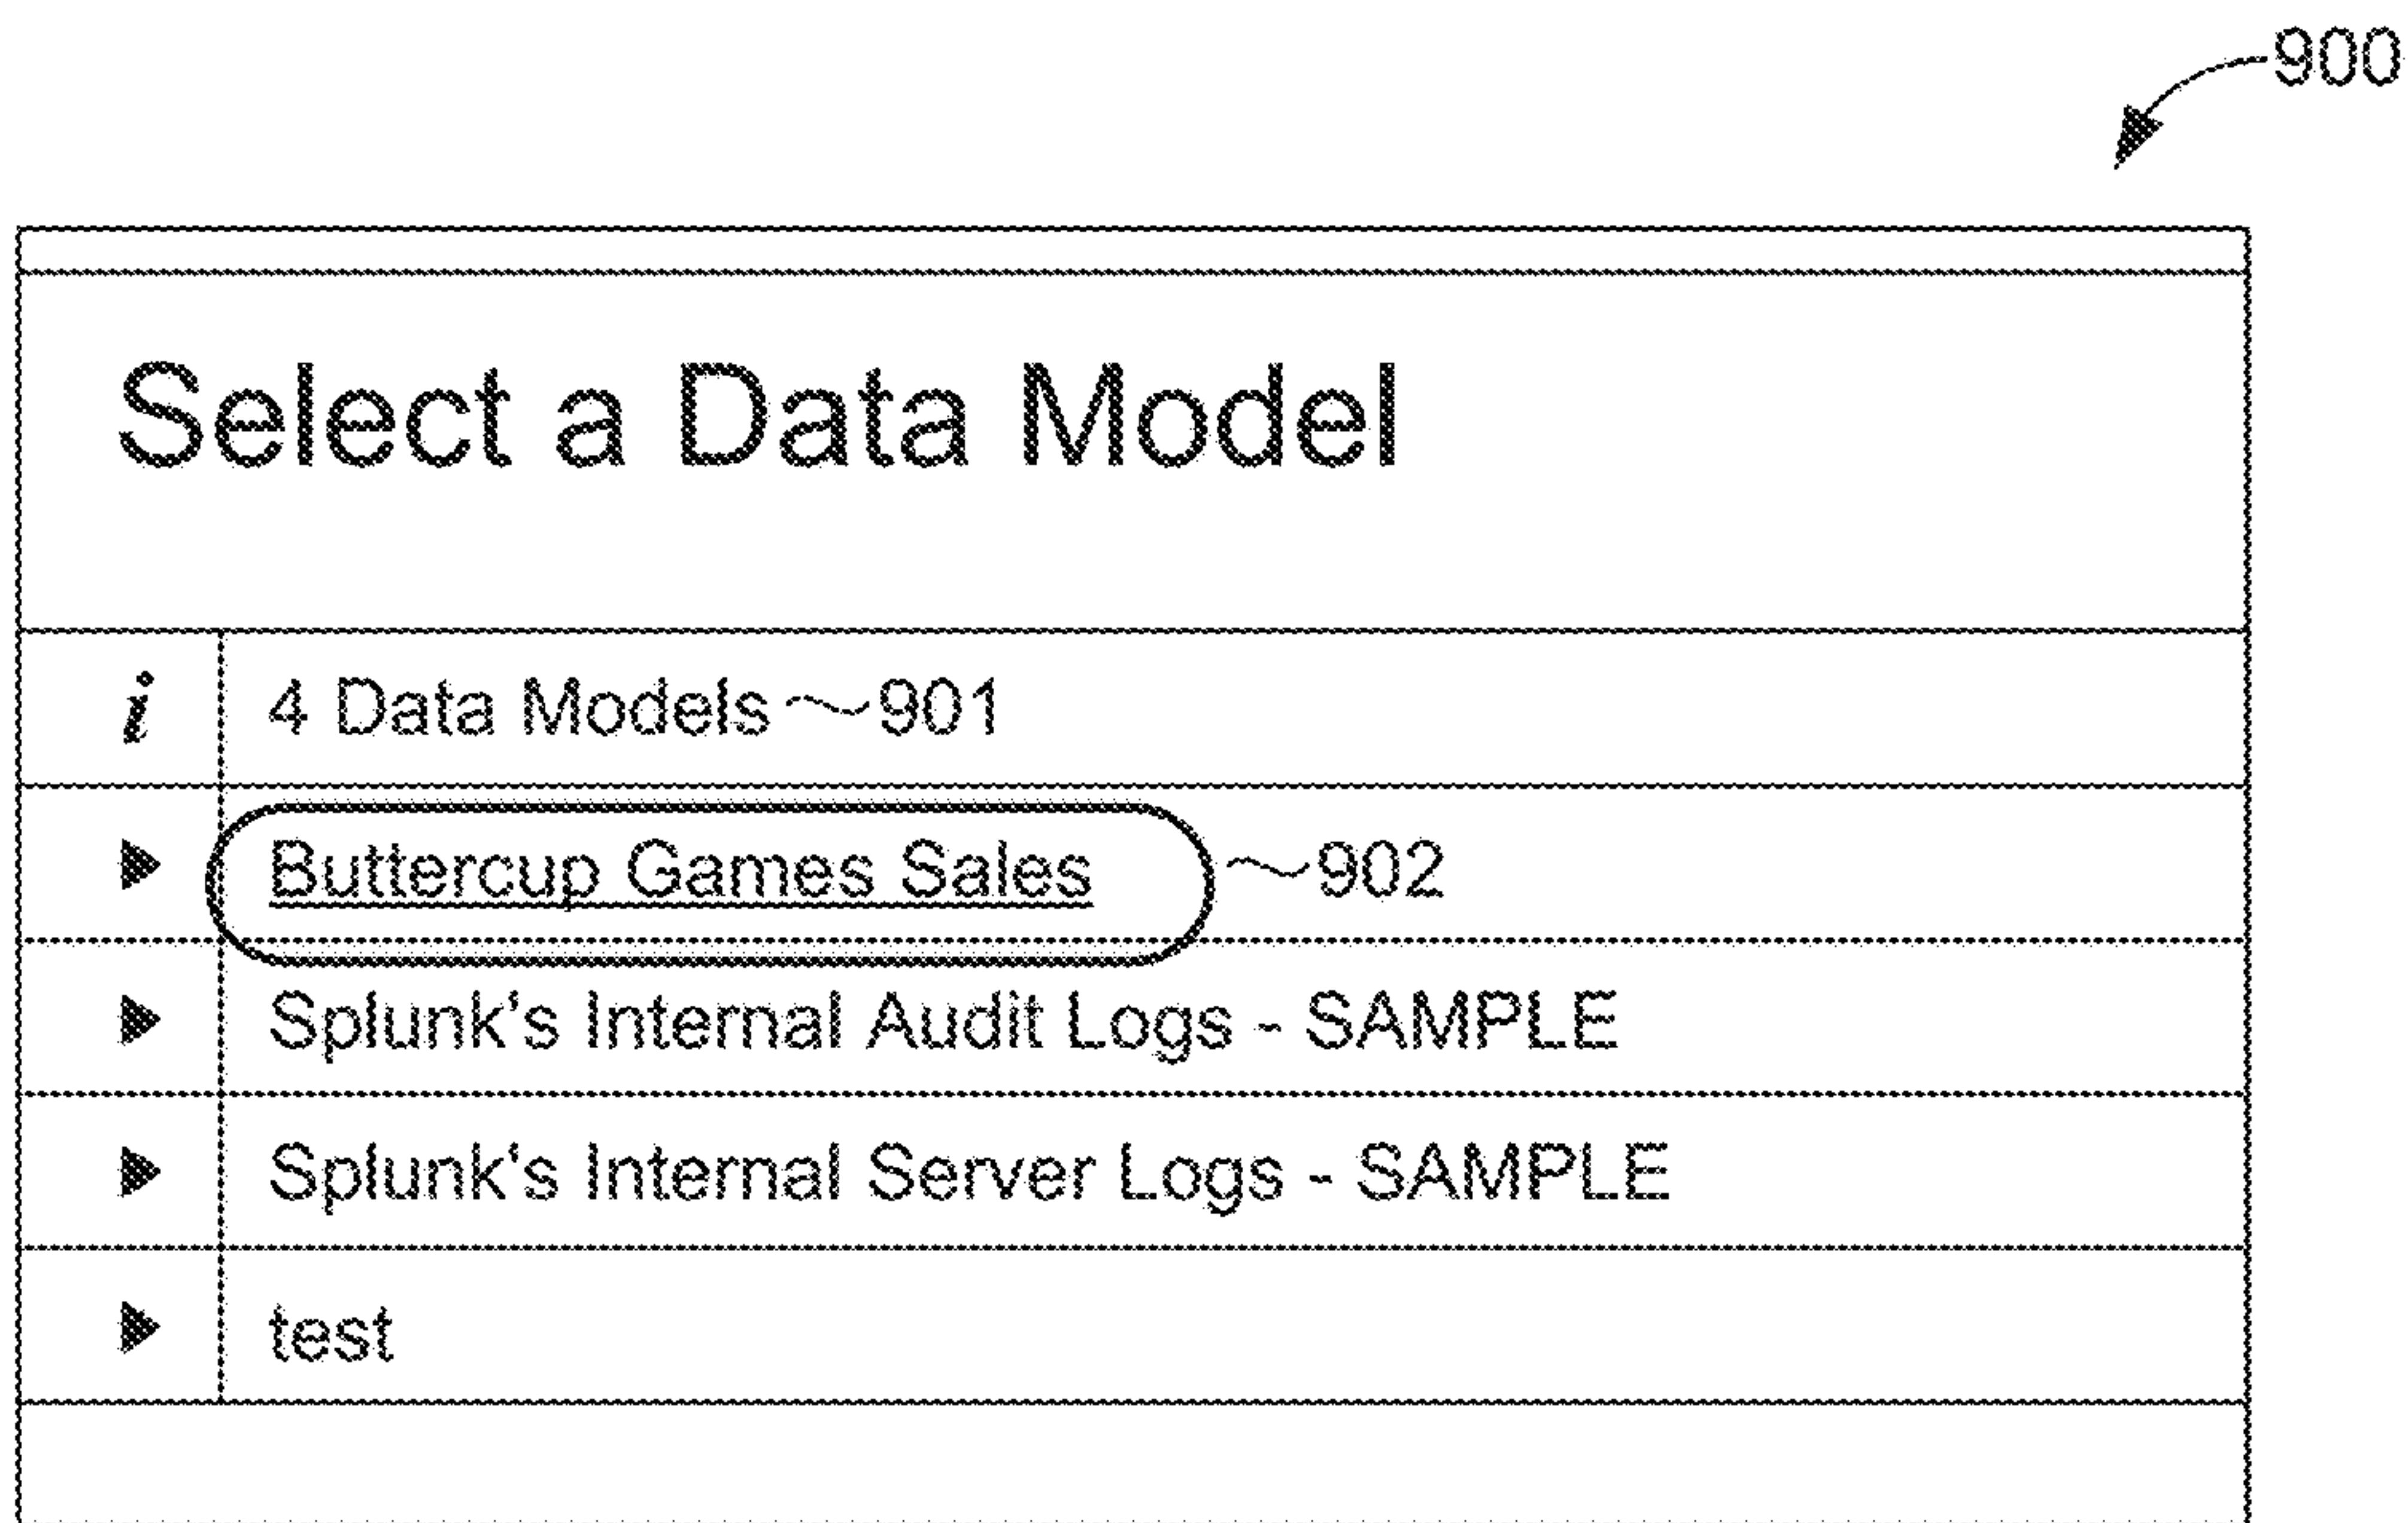 900
Select a Data Model
i 4 Data Models 901
Buttercup Games Sales 902
Splunk's Internal Audit Logs - SAMPLE
Splunk's Internal Server Logs - SAMPLE
test